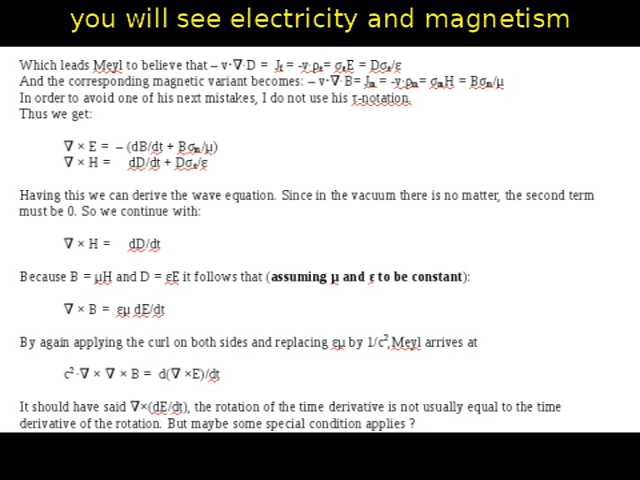 you will see electricity and magnetism
Which leads Meyl to believe that – v·∇·D = Jₑ = -v·ρₑ= σₑE = Dσₑ/ε
And the corresponding magnetic variant becomes: – v·∇·B= Jₘ = -v·ρₘ= σₘH = Bσₘ/μ
In order to avoid one of his next mistakes, I do not use his τ-notation.
Thus we get:
∇ × E = – (dB/dt + Bσₘ/μ)
∇ × H = dD/dt + Dσₑ/ε
Having this we can derive the wave equation. Since in the vacuum there is no matter, the second term
must be 0. So we continue with:
∇ × H = dD/dt
Because B = μH and D = εE it follows that (assuming μ and ε to be constant):
∇ × B = εμ dE/dt
By again applying the curl on both sides and replacing εμ by 1/c²,Meyl arrives at
c²·∇ × ∇ × B = d(∇ ×E)/dt
It should have said ∇×(dE/dt), the rotation of the time derivative is not usually equal to the time
derivative of the rotation. But maybe some special condition applies ?